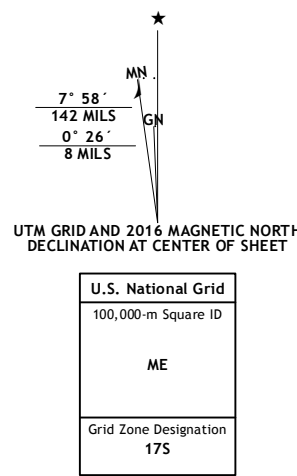 ★
MN
7° 58´
142 MILS
GN
0° 26´
8 MILS
UTM GRID AND 2016 MAGNETIC NORTH
DECLINATION AT CENTER OF SHEET
U.S. National Grid
100,000-m Square ID
ME
Grid Zone Designation
17S